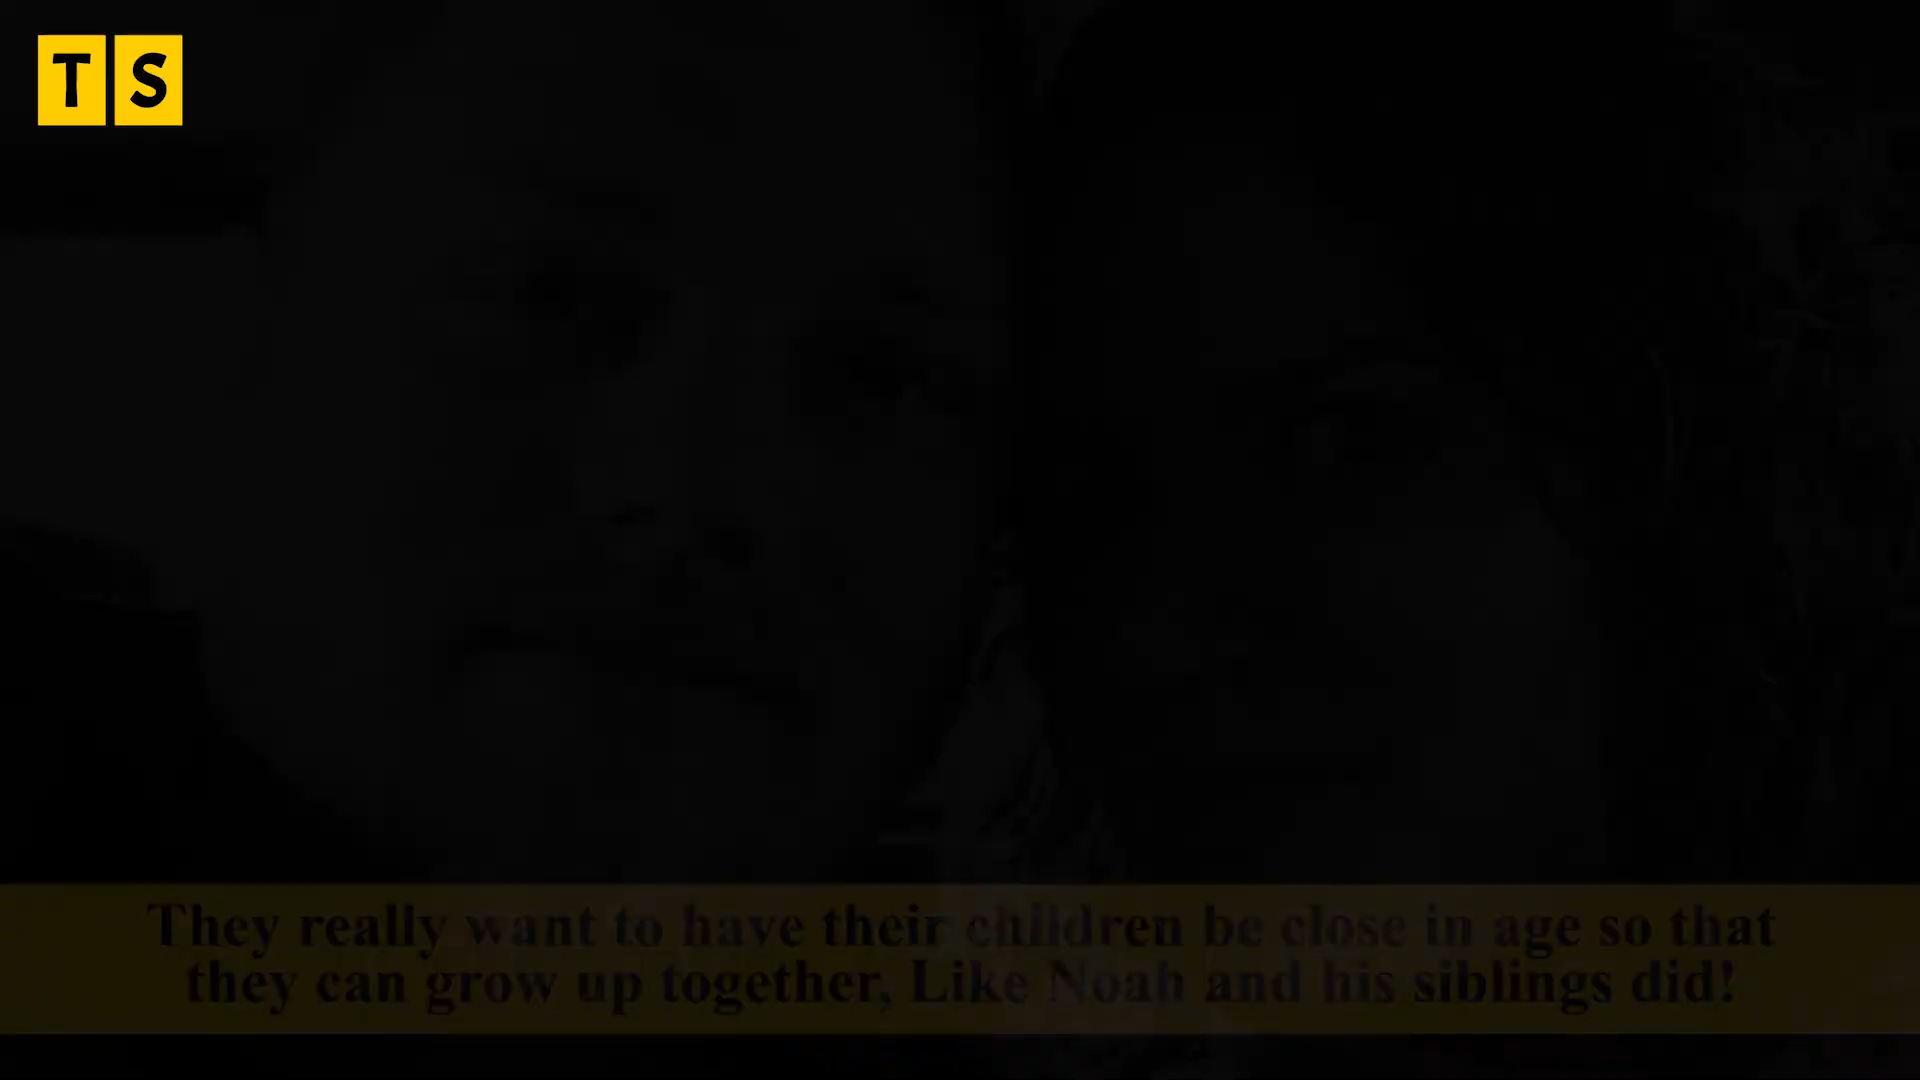 TS
They really want to have their children be close in age so that
they can grow up together, Like Noah and his siblings did!